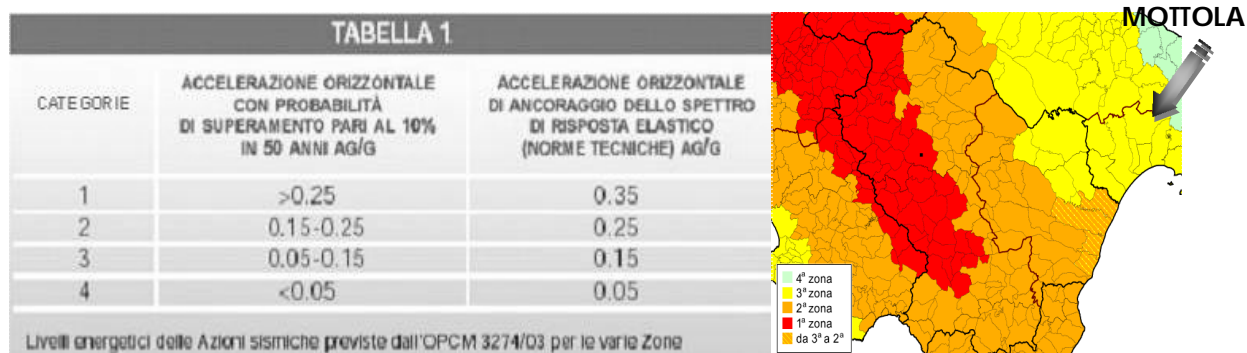 TABELLA 1
CATEGORIE
ACCELERAZIONE ORIZZONTALE
CON PROBABILITÀ
DI SUPERAMENTO PARI AL 10%
IN 50 ANNI AG/G
ACCELERAZIONE ORIZZONTALE
DI ANCORAGGIO DELLO SPETTRO
DI RISPOSTA ELASTICO
(NORME TECNICHE) AG/G
1 >0.25 0.35
2 0.15-0.25 0.25
3 0.05-0.15 0.15
4 <0.05 0.05
Livelli energetici delle Azioni sismiche previste dall'OPCM 3274/03 per le varie Zone
MOTTOLA
4ª zona
3ª zona
2ª zona
1ª zona
da 3ª a 2ª